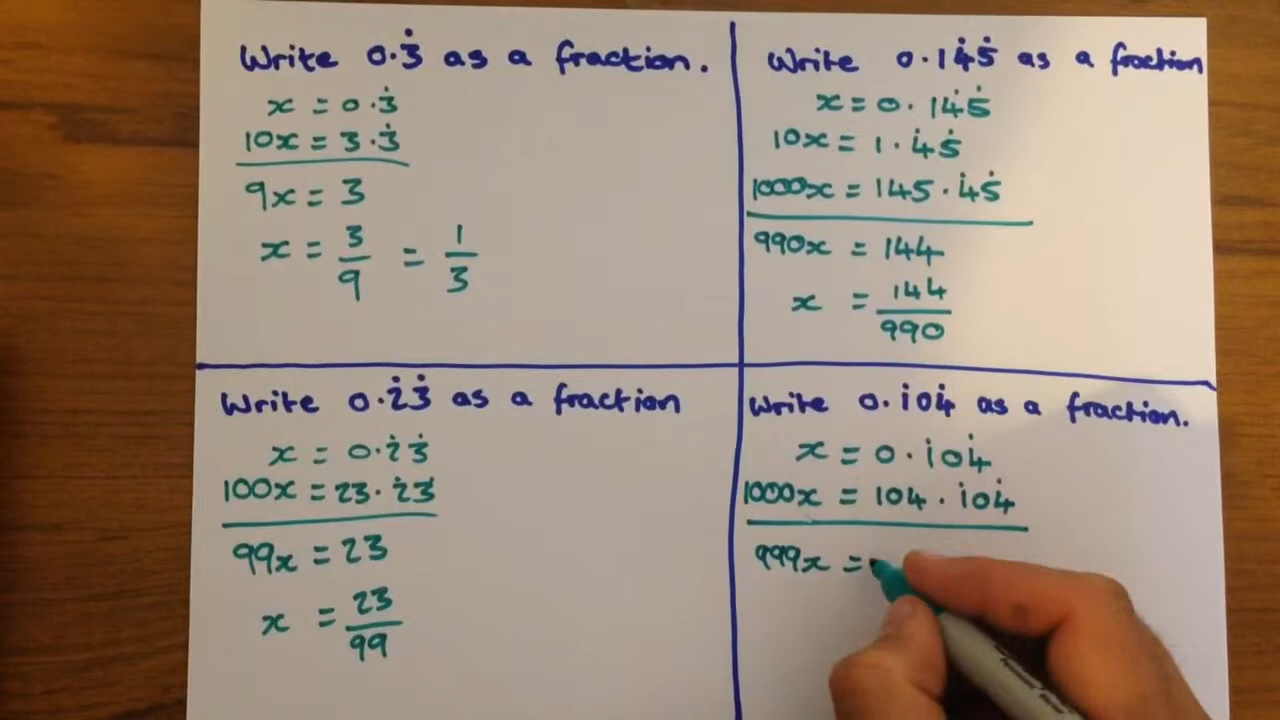 Write 0.3̇ as a fraction.
x = 0.3̇
10x = 3.3̇
9x = 3
x = 3/9 = 1/3
Write 0.14̇5̇ as a fraction
x = 0.14̇5̇
10x = 1.4̇5̇
1000x = 145.4̇5̇
990x = 144
x = 144/990
Write 0.2̇3̇ as a fraction
x = 0.2̇3̇
100x = 23.2̇3̇
99x = 23
x = 23/99
Write 0.1̇04̇ as a fraction.
x = 0.1̇04̇
1000x = 104.1̇04̇
999x =